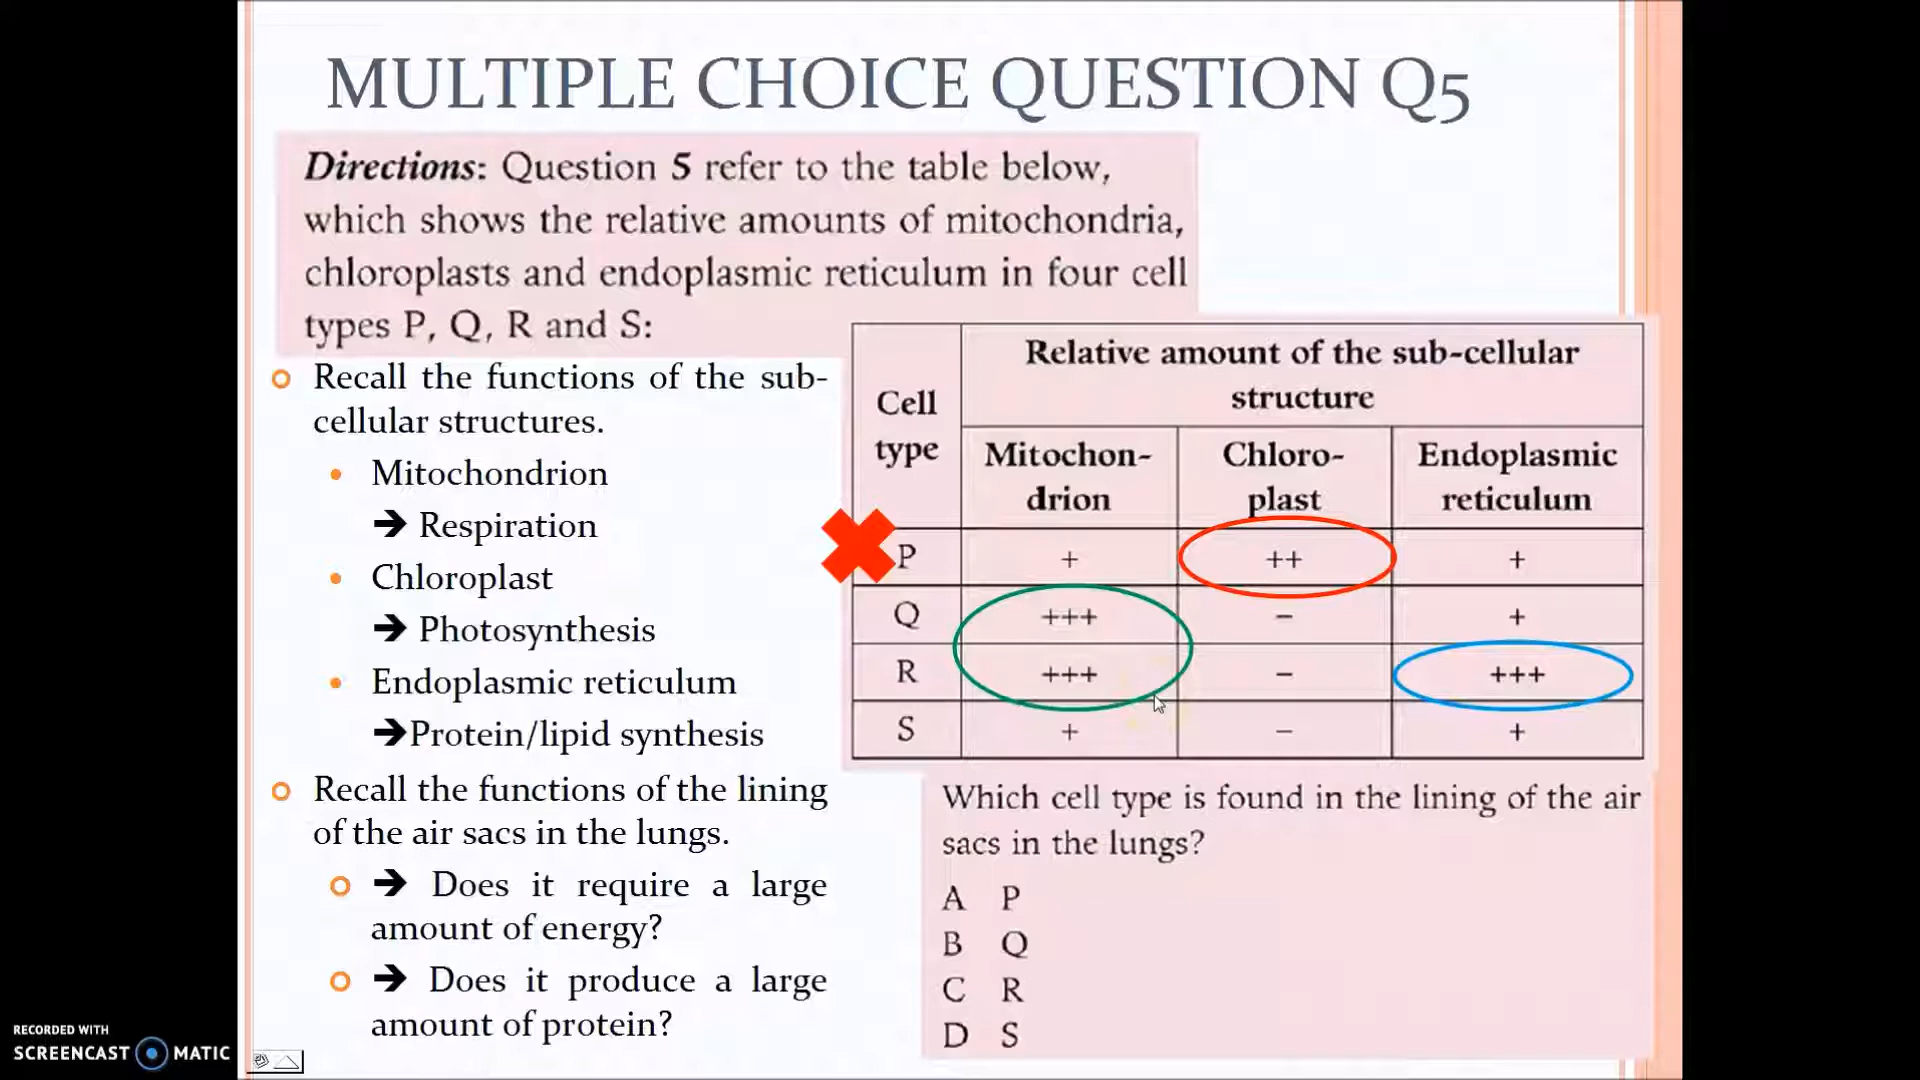 MULTIPLE CHOICE QUESTION Q5
Directions: Question 5 refer to the table below,
which shows the relative amounts of mitochondria,
chloroplasts and endoplasmic reticulum in four cell
types P, Q, R and S:
Recall the functions of the sub-
cellular structures.
Mitochondrion
➔ Respiration
Chloroplast
➔ Photosynthesis
Endoplasmic reticulum
➔Protein/lipid synthesis
Recall the functions of the lining
of the air sacs in the lungs.
➔ Does it require a large
amount of energy?
➔ Does it produce a large
amount of protein?
Cell
type
Relative amount of the sub-cellular
structure
Mitochon-
drion
Chloro-
plast
Endoplasmic
reticulum
P + ++ +
Q +++ – +
R +++ – +++
S + – +
Which cell type is found in the lining of the air
sacs in the lungs?
A P
B Q
C R
D S
RECORDED WITH
SCREENCAST MATIC